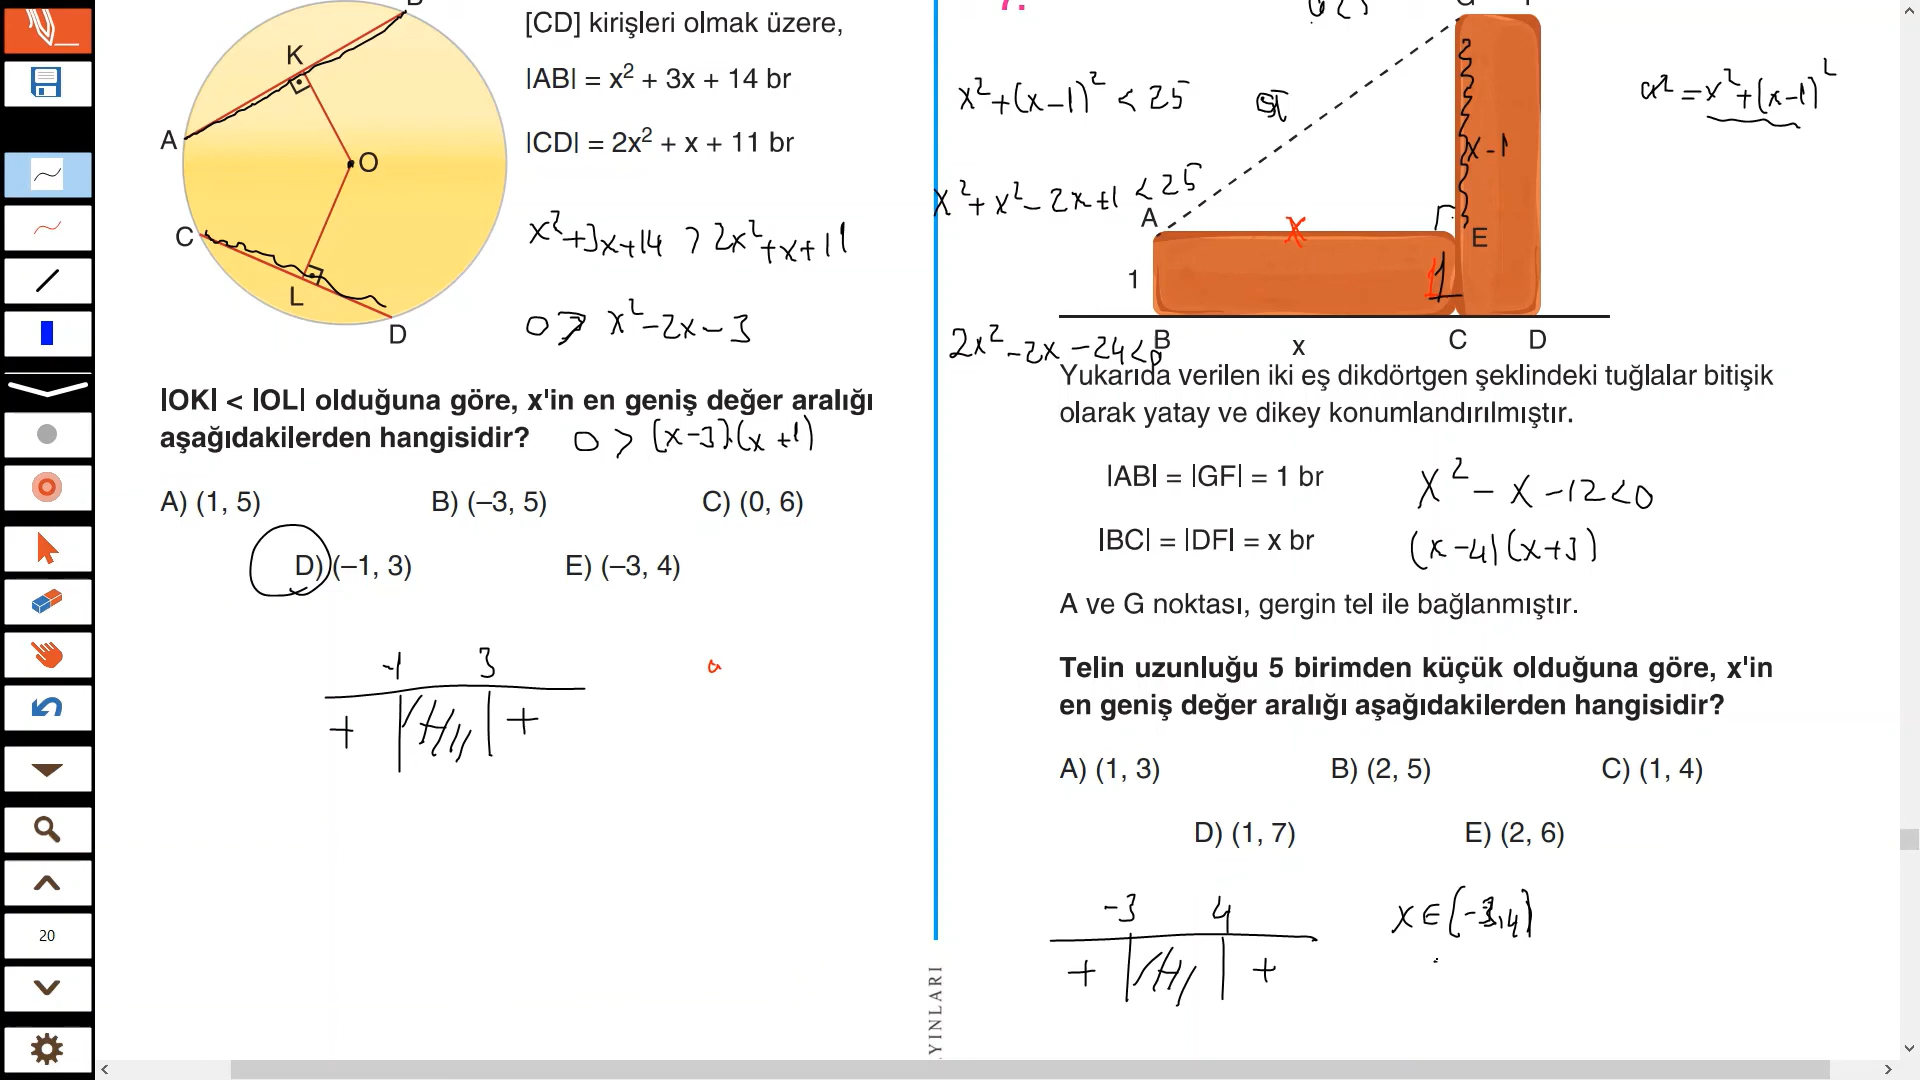 [CD] kirişleri olmak üzere,
|AB| = x² + 3x + 14 br
|CD| = 2x² + x + 11 br
K
A
O
C
L
D
x²+3x+14 > 2x²+x+11
0 > x²-2x-3
|OK| < |OL| olduğuna göre, x'in en geniş değer aralığı
aşağıdakilerden hangisidir?
0 > (x-3).(x+1)
A) (1, 5)
B) (–3, 5)
C) (0, 6)
D) (–1, 3)
E) (–3, 4)
-1 3
+ +
a
7.
x²+(x-1)² < 25
a²=x²+(x-1)²
x-1
x²+x²-2x+1 < 25
A
x
E
1
1
2x²-2x-24<0
B
x
C
D
Yukarıda verilen iki eş dikdörtgen şeklindeki tuğlalar bitişik
olarak yatay ve dikey konumlandırılmıştır.
|AB| = |GF| = 1 br
x²-x-12<0
|BC| = |DF| = x br
(x-4)(x+3)
A ve G noktası, gergin tel ile bağlanmıştır.
Telin uzunluğu 5 birimden küçük olduğuna göre, x'in
en geniş değer aralığı aşağıdakilerden hangisidir?
A) (1, 3)
B) (2, 5)
C) (1, 4)
D) (1, 7)
E) (2, 6)
-3 4
+ +
x∈(-3,4)
YINLARI
20